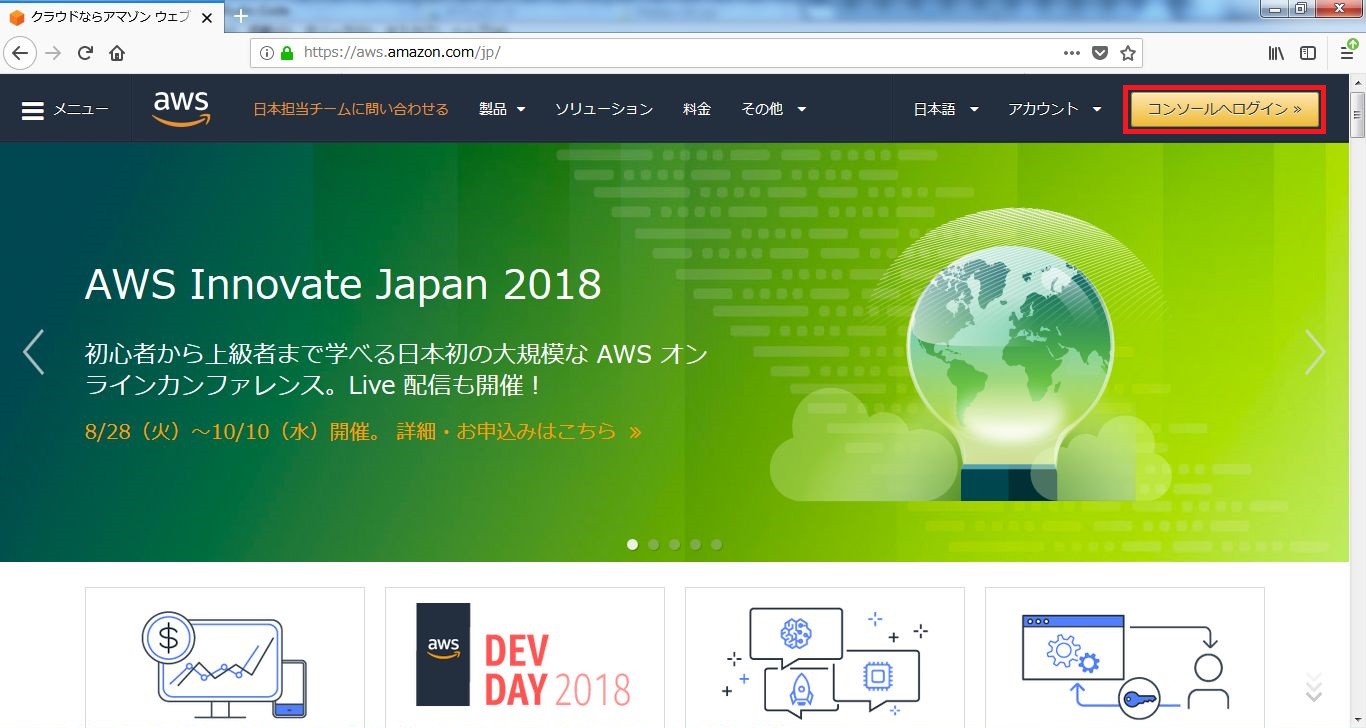 クラウドならアマゾン ウェブ
https://aws.amazon.com/jp/
メニュー
aws
日本担当チームに問い合わせる
製品
ソリューション
料金
その他
日本語
アカウント
コンソールへログイン »
AWS Innovate Japan 2018
初心者から上級者まで学べる日本初の大規模な AWS オン
ラインカンファレンス。Live 配信も開催！
8/28（火）～10/10（水）開催。 詳細・お申込みはこちら »
$
aws
DEV
DAY 2018